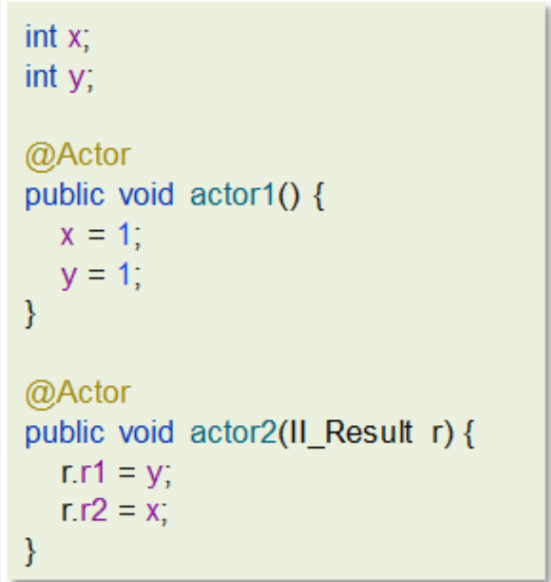 int x;
int y;
@Actor
public void actor1() {
x = 1;
y = 1;
}
@Actor
public void actor2(II_Result r) {
r.r1 = y;
r.r2 = x;
}